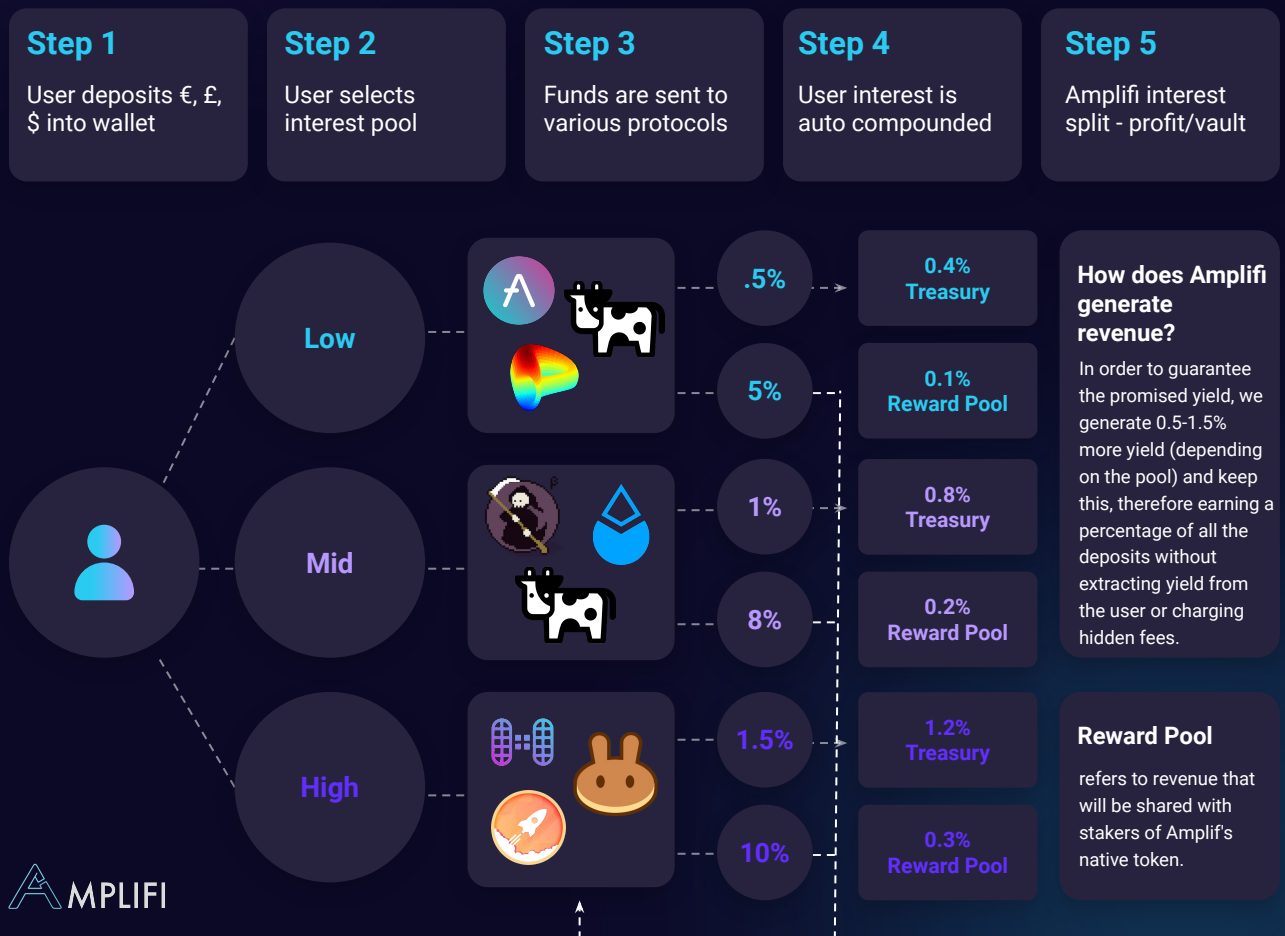 Step 1
User deposits €, £,
$ into wallet
Step 2
User selects
interest pool
Step 3
Funds are sent to
various protocols
Step 4
User interest is
auto compounded
Step 5
Amplifi interest
split - profit/vault
Low
Mid
High
.5%
5%
1%
8%
1.5%
10%
0.4%
Treasury
0.1%
Reward Pool
0.8%
Treasury
0.2%
Reward Pool
1.2%
Treasury
0.3%
Reward Pool
How does Amplifi
generate
revenue?
In order to guarantee
the promised yield, we
generate 0.5-1.5%
more yield (depending
on the pool) and keep
this, therefore earning a
percentage of all the
deposits without
extracting yield from
the user or charging
hidden fees.
Reward Pool
refers to revenue that
will be shared with
stakers of Amplif's
native token.
AMPLIFI